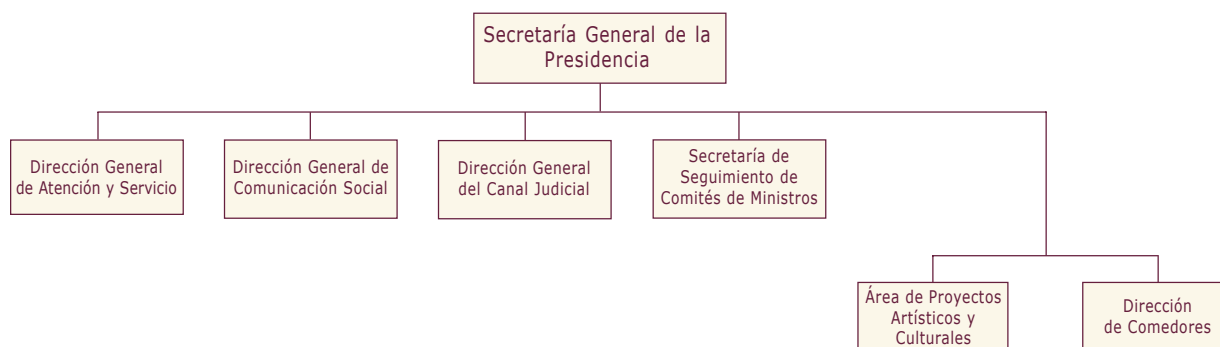 Secretaría General de la
Presidencia
Dirección General
de Atención y Servicio
Dirección General de
Comunicación Social
Dirección General
del Canal Judicial
Secretaría de
Seguimiento de
Comités de Ministros
Área de Proyectos
Artísticos y
Culturales
Dirección
de Comedores